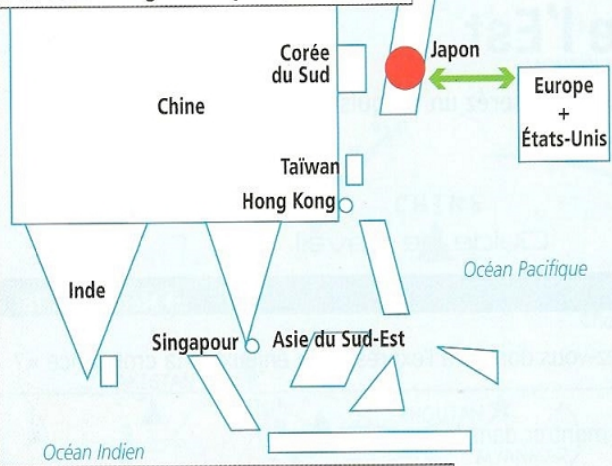 Corée
du Sud
Japon
Chine
Europe
+
États-Unis
Taïwan
Hong Kong
Océan Pacifique
Inde
Singapour
Asie du Sud-Est
Océan Indien